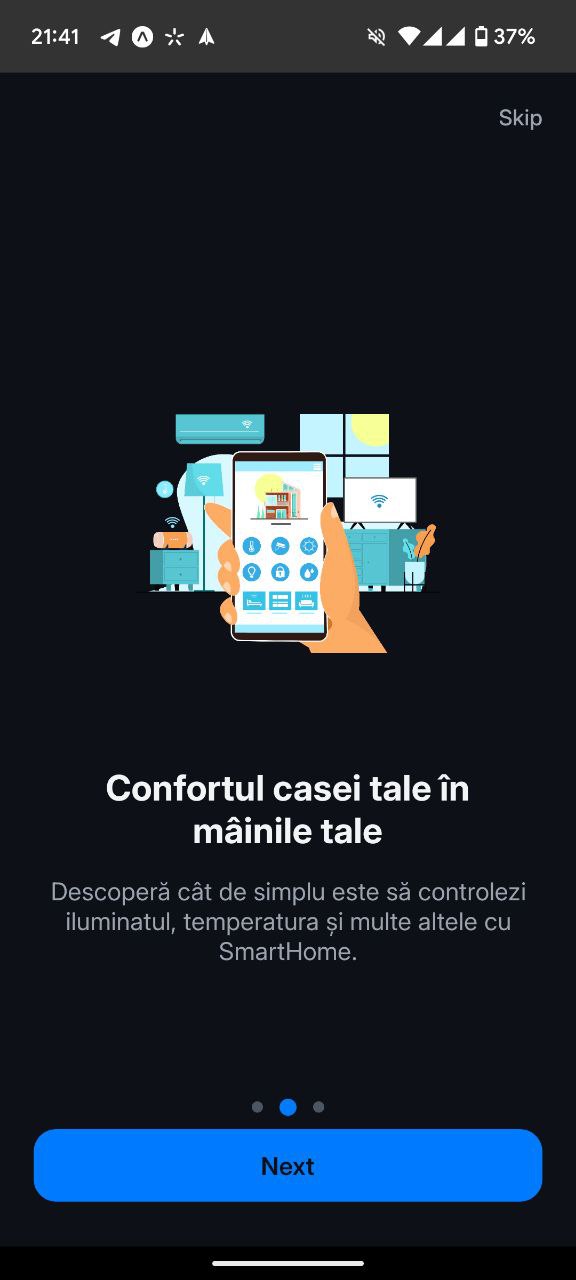 21:41
37%
Skip
Confortul casei tale în
mâinile tale
Descoperă cât de simplu este să controlezi
iluminatul, temperatura și multe altele cu
SmartHome.
Next